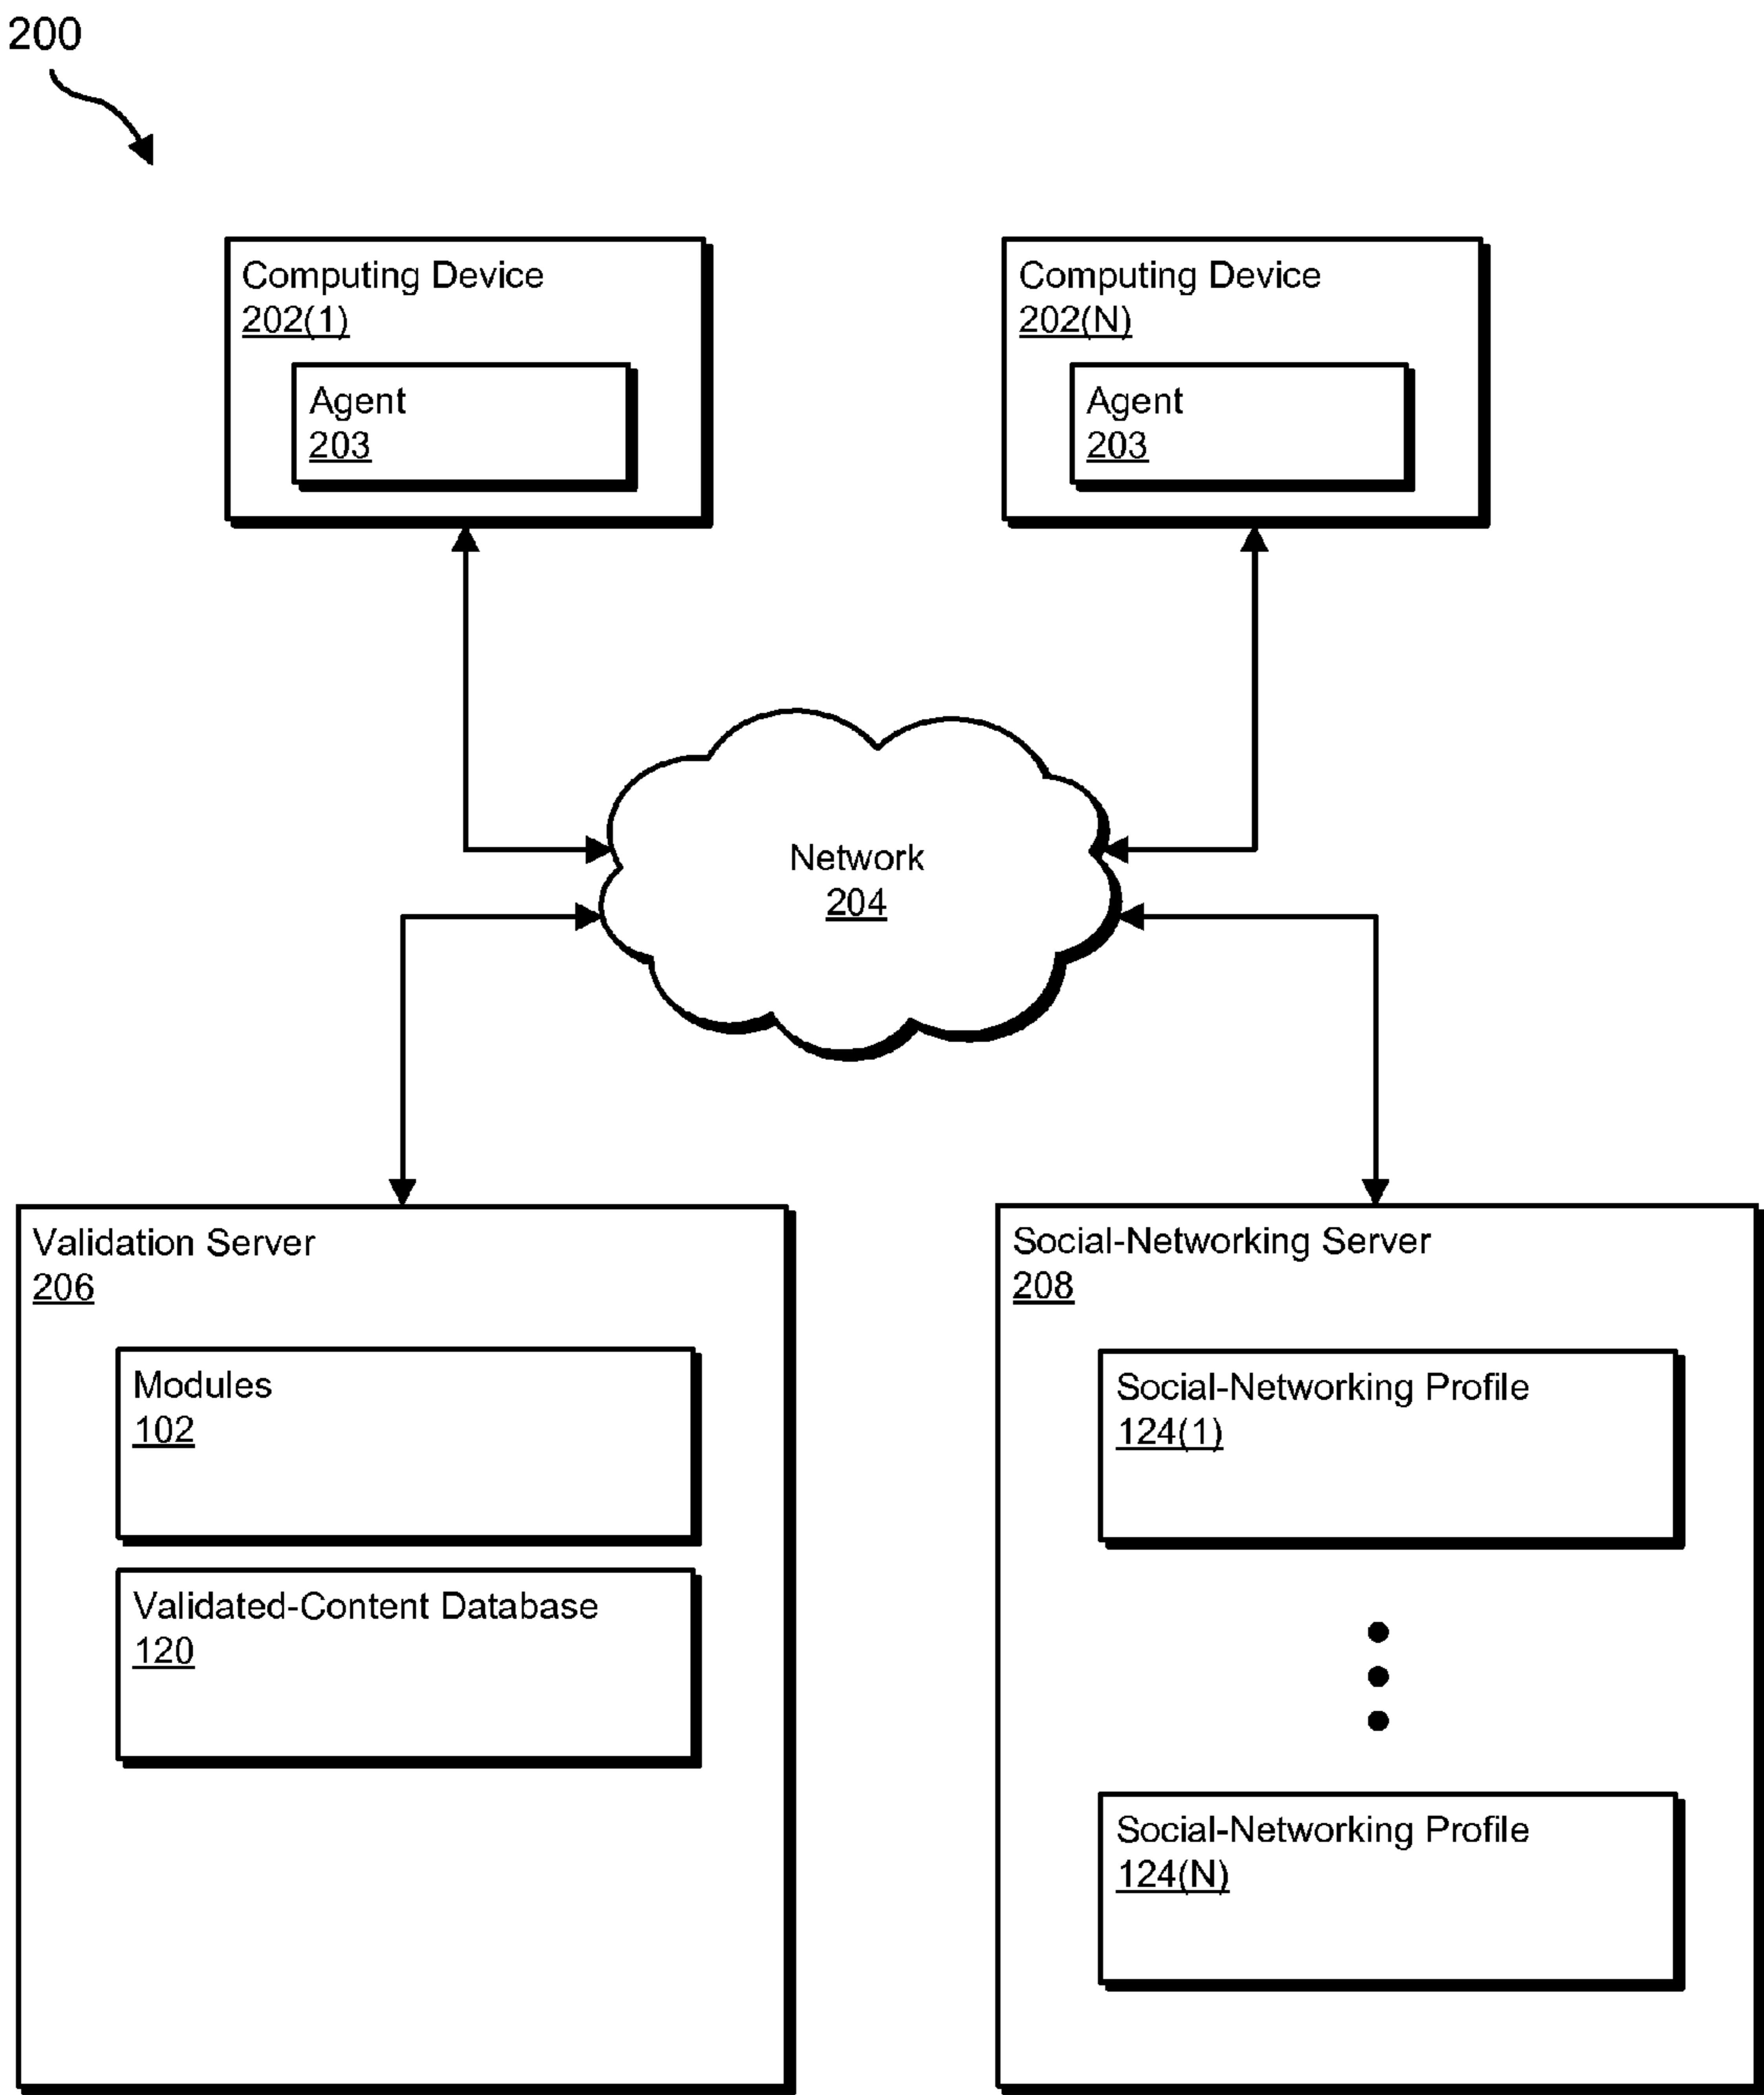 200
Computing Device
202(1)
Agent
203
Computing Device
202(N)
Agent
203
Network
204
Validation Server
206
Modules
102
Validated-Content Database
120
Social-Networking Server
208
Social-Networking Profile
124(1)
Social-Networking Profile
124(N)